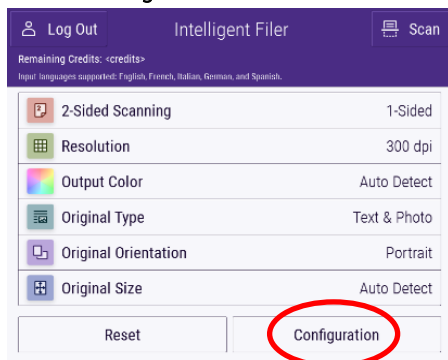 Log Out
Intelligent Filer
Scan
Remaining Credits: <credits>
Input languages supported: English, French, Italian, German, and Spanish.
2-Sided Scanning 1-Sided
Resolution 300 dpi
Output Color Auto Detect
Original Type Text & Photo
Original Orientation Portrait
Original Size Auto Detect
Reset Configuration